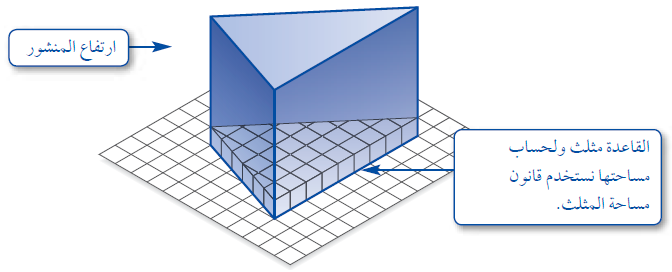 ارتفاع المنشور
القاعدة مثلث ولحساب
مساحتها نستخدم قانون
مساحة المثلث.